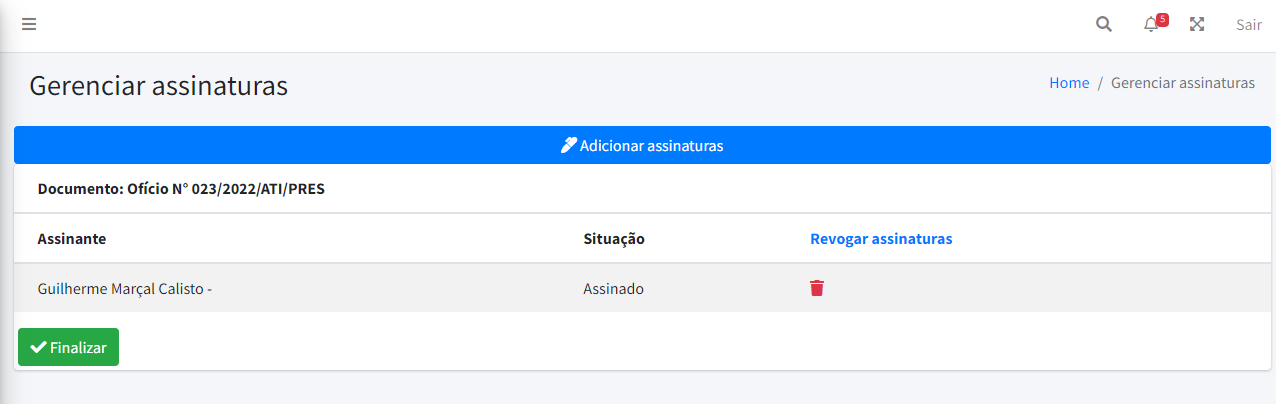 5
Sair
Gerenciar assinaturas
Home / Gerenciar assinaturas
Adicionar assinaturas
Documento: Ofício N° 023/2022/ATI/PRES
Assinante Situação Revogar assinaturas
Guilherme Marçal Calisto - Assinado
Finalizar